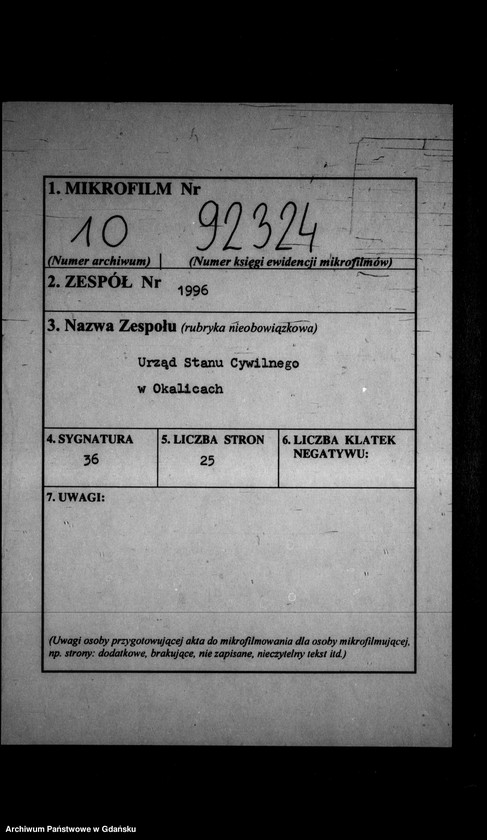 1. MIKROFILM Nr
10 92324
(Numer archiwum) (Numer księgi ewidencji mikrofilmów)
2. ZESPÓŁ Nr 1996
3. Nazwa Zespołu (rubryka nieobowiązkowa)
Urząd Stanu Cywilnego
w Okalicach
4. SYGNATURA 5. LICZBA STRON 6. LICZBA KLATEK
NEGATYWU:
36 25
7. UWAGI:
(Uwagi osoby przygotowującej akta do mikrofilmowania dla osoby mikrofilmującej,
np. strony: dodatkowe, brakujące, nie zapisane, nieczytelny tekst itd.)
Archiwum Państwowe w Gdańsku